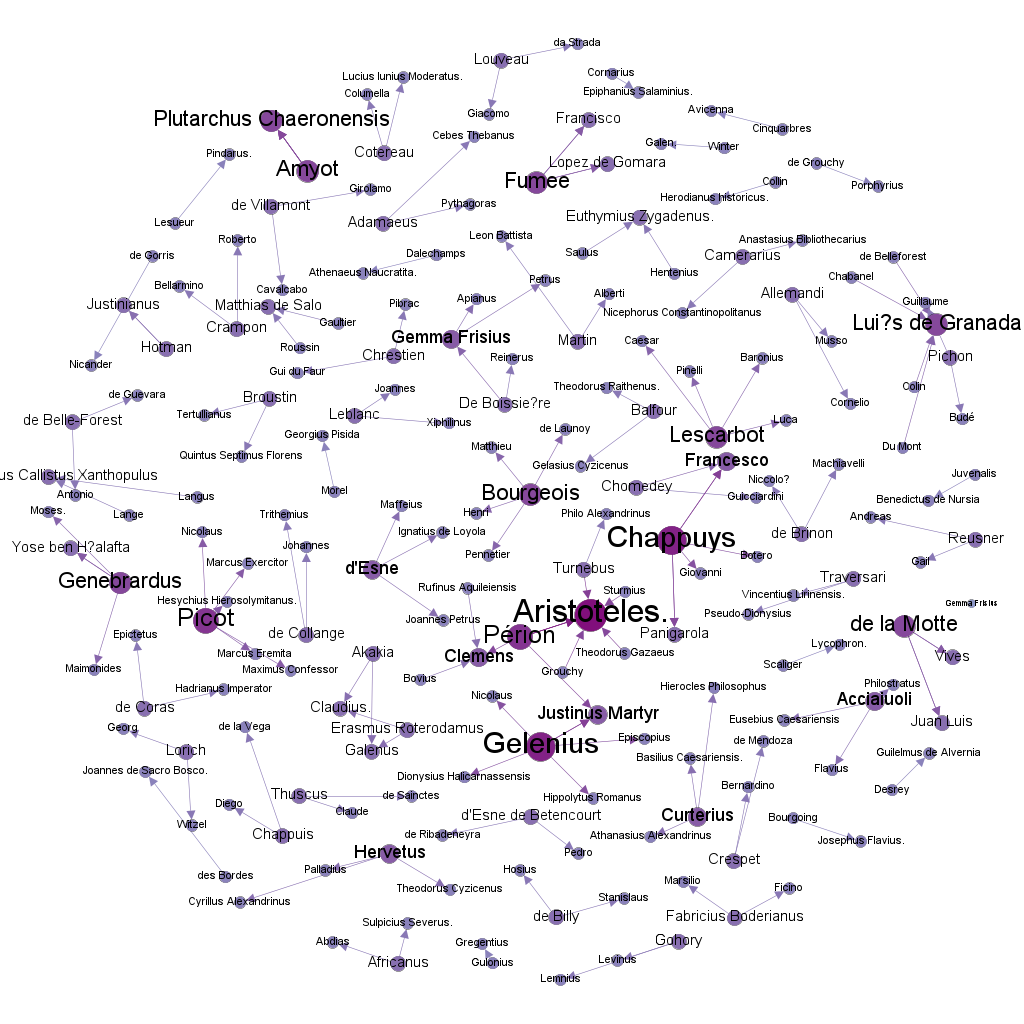 da Strada
Louveau
Lucius Iunius Moderatus.
Cornarius
Columella
Epiphanius Salaminius.
Plutarchus Chaeronensis
Giacomo
Francisco
Avicenna
Cinquarbres
Cebes Thebanus
Galen.
Winter
Pindarus.
Cotereau
Lopez de Gomara
de Grouchy
Amyot
Fumee
Collin
Porphyrius
Girolamo
Herodianus historicus.
de Villamont
Pythagoras
Lesueur
Adamaeus
Euthymius Zygadenus.
Roberto
Leon Battista
Anastasius Bibliothecarius
de Gorris
Dalechamps
Saulus
Camerarius
de Belleforest
Athenaeus Naucratita.
Hentenius
Chabanel
Bellarmino
Cavalcabo
Petrus
Allemandi
Justinianus
Matthias de Salo
Pibrac
Apianus
Alberti
Guillaume
Nicephorus Constantinopolitanus
Crampon
Gaultier
Lui?s de Granada
Gemma Frisius
Martin
Caesar
Musso
Hotman
Roussin
Chrestien
Reinerus
Baronius
Pichon
Nicander
Gui du Faur
Pinelli
Colin
de Guevara
Broustin
Joannes
Theodorus Raithenus.
Cornelio
De Boissie?re
Balfour
Tertullianus
Leblanc
Budé
de Belle-Forest
Xiphilinus
Luca
de Launoy
Georgius Pisida
Lescarbot
Matthieu
Du Mont
Quintus Septimus Florens
Francesco
Gelasius Cyzicenus
Machiavelli
us Callistus Xanthopulus
Juvenalis
Niccolo?
Chomedey
Morel
Bourgeois
Antonio
Langus
Guicciardini
Benedictus de Nursia
Maffeius
Moses.
Lange
Trithemius
Henri
Philo Alexandrinus
Andreas
Nicolaus
Ignatius de Loyola
de Brinon
Chappuys
Reusner
Yose ben H?alafta
Johannes
Pennetier
Botero
Marcus Exercitor
Gail
d'Esne
Turnebus
Giovanni
Genebrardus
Traversari
Rufinus Aquileiensis
Sturmius
Vincentius Lirinensis.
Hesychius Hierosolymitanus.
Gemma Frisius
Aristoteles.
Pseudo-Dionysius
Picot
Joannes Petrus
de la Motte
Epictetus
de Collange
Périon
Panigarola
Lycophron.
Marcus Eremita
Akakia
Clemens
Theodorus Gazaeus
Vives
Maimonides
Maximus Confessor
Scaliger
Grouchy
Bovius
Philostratus
Hadrianus Imperator
Hierocles Philosophus
Nicolaus
Acciaiuoli
de Coras
Claudius.
Justinus Martyr
Eusebius Caesariensis
Juan Luis
Georg
de la Vega
Erasmus Roterodamus
Episcopius
de Mendoza
Gelenius
Lorich
Galenus
Guilelmus de Alvernia
Basilius Caesariensis.
Joannes de Sacro Bosco.
Flavius
Dionysius Halicarnassensis
Bernardino
Desrey
Thuscus
de Sainctes
Hippolytus Romanus
Diego
Claude
d'Esne de Betencourt
Curterius
Bourgoing
Witzel
Chappuis
de Ribadeneyra
Athanasius Alexandrinus
Josephus Flavius.
Hervetus
Pedro
Crespet
Palladius
Hosius
des Bordes
Marsilio
Theodorus Cyzicenus
Ficino
Cyrillus Alexandrinus
Stanislaus
de Billy
Fabricius Boderianus
Sulpicius Severus.
Abdias
Gregentius
Gohory
Africanus
Gulonius
Levinus
Lemnius